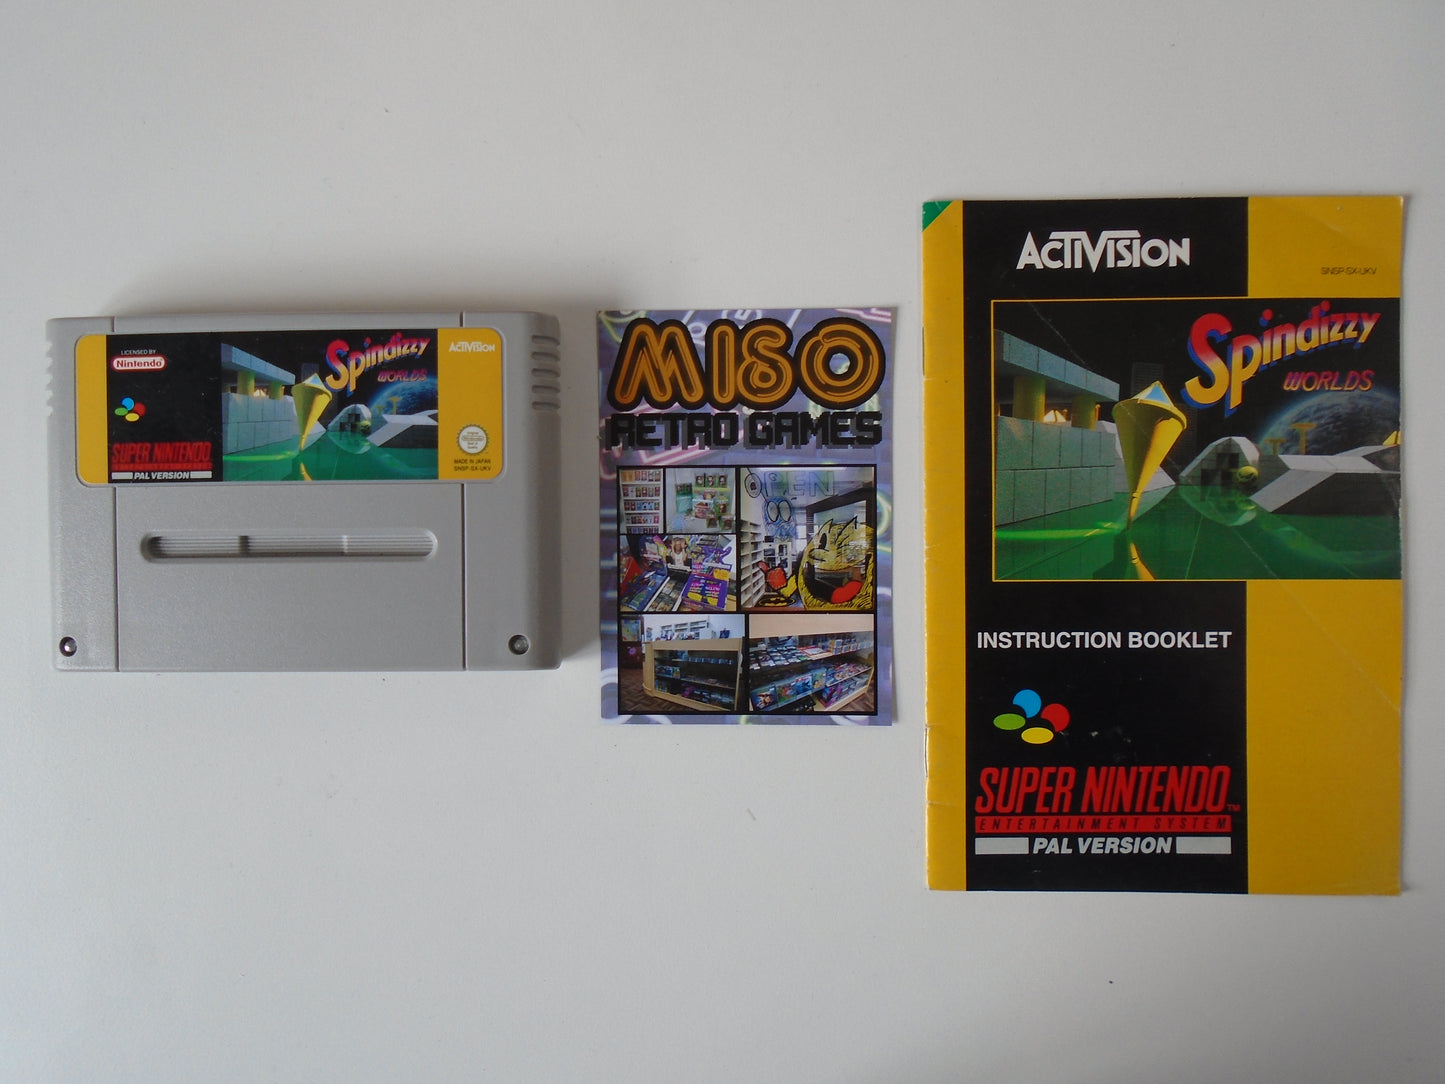 LICENSED BY
Nintendo
Spindizzy
WORLDS
ACTIVISION
SUPER NINTENDO
PAL VERSION
MADE IN JAPAN
SNSP-SX-UKV
MISO
RETRO GAMES
OPEN
ACTIVISION
SNSP-SX-UKV
Spindizzy
WORLDS
INSTRUCTION BOOKLET
SUPER NINTENDO TM
ENTERTAINMENT SYSTEM
PAL VERSION